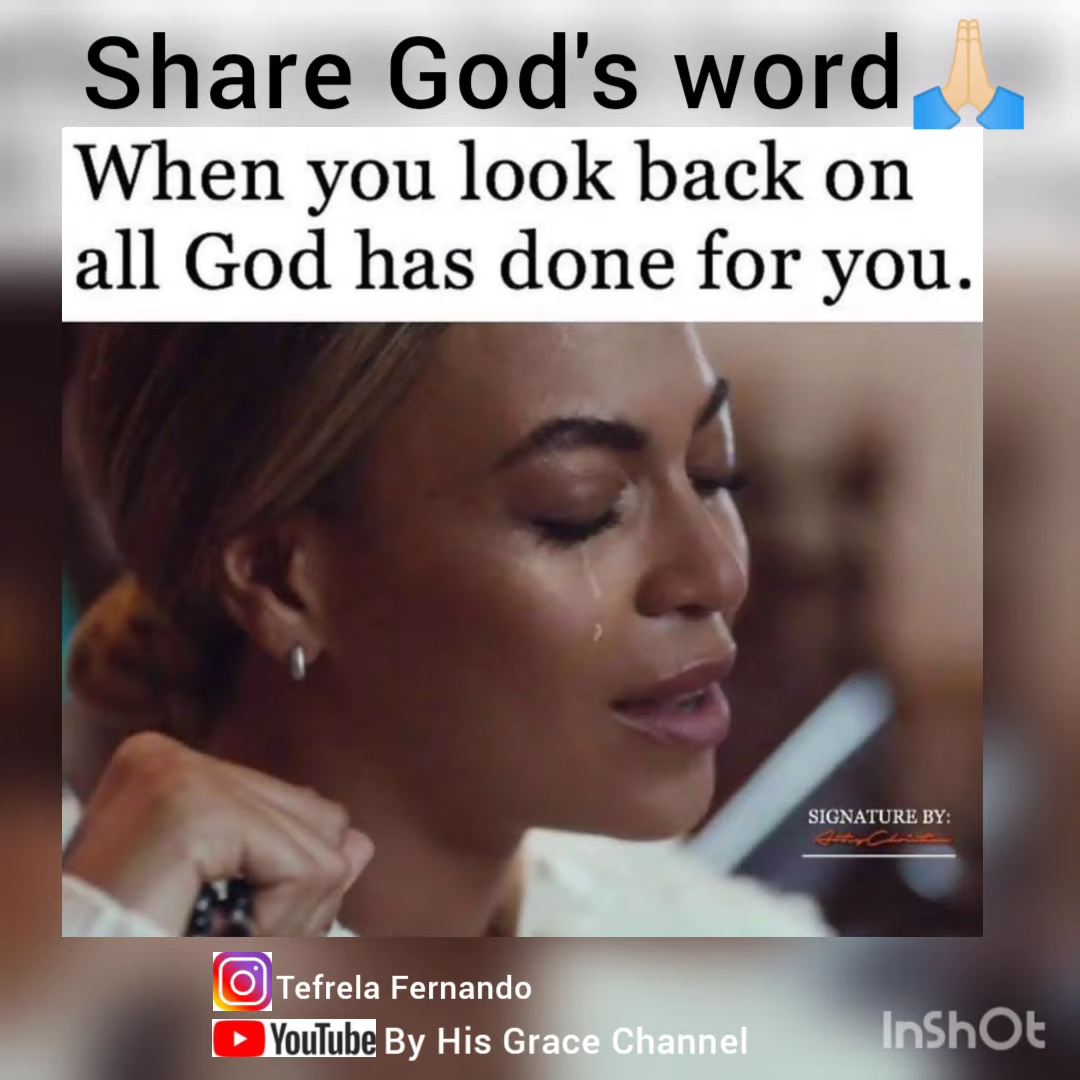 Share God's word
When you look back on
all God has done for you.
SIGNATURE BY:
Tefrela Fernando
YouTube By His Grace Channel
InShOt